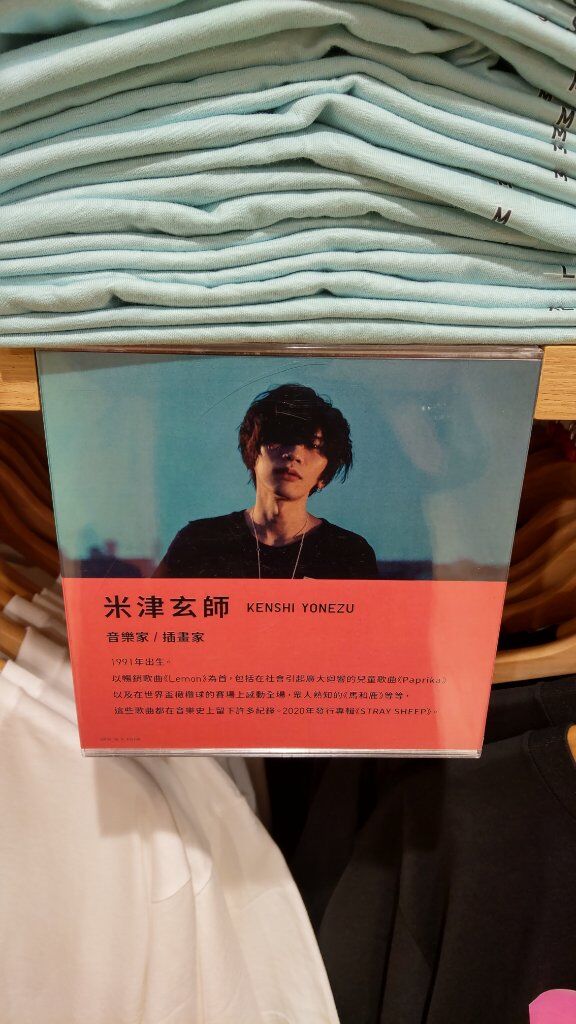 米津玄師 KENSHI YONEZU
音樂家 / 插畫家
1991年出生。
以暢銷歌曲《Lemon》為首，包括在社會引起廣大迴響的兒童歌曲《Paprika》
以及在世界盃橄欖球的賽場上感動全場，眾人熟知的《馬和鹿》等等，
這些歌曲都在音樂史上留下許多紀錄。2020年發行專輯《STRAY SHEEP》。